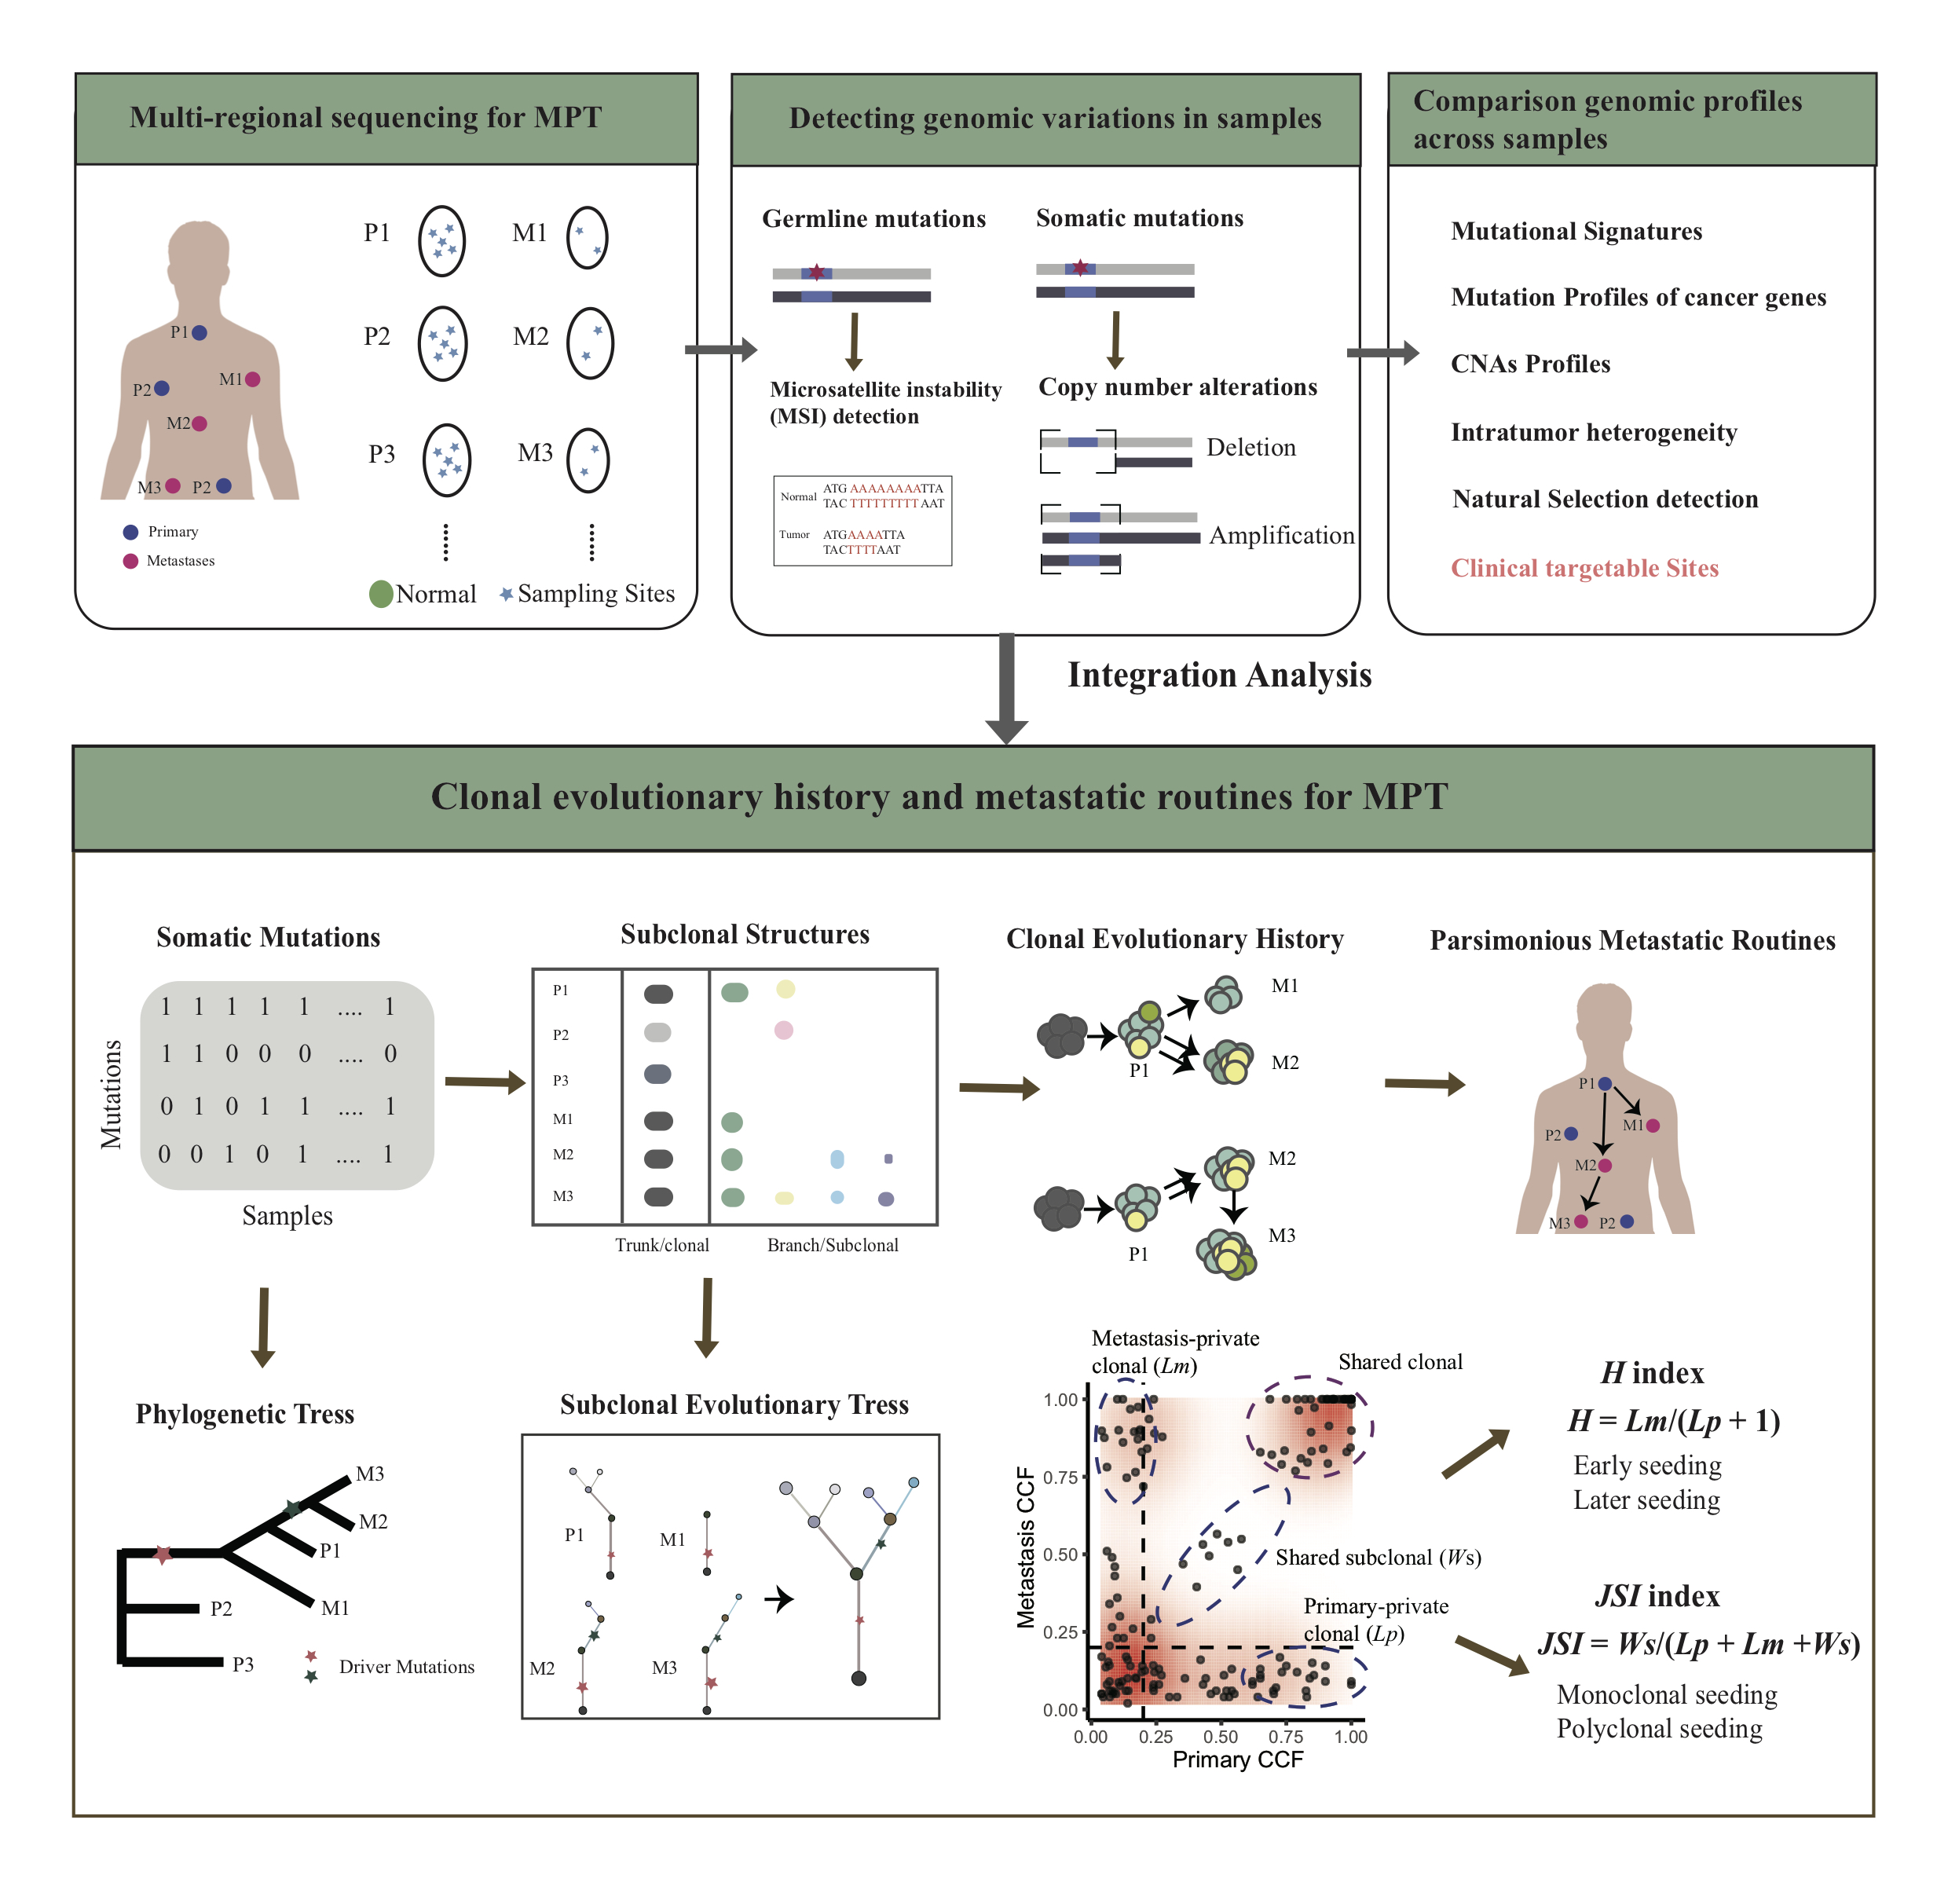 Multi-regional sequencing for MPT
P1
P2
M1
M2
M3
P2
Primary
Metastases
P1
M1
P2
M2
P3
M3
Normal
Sampling Sites
Detecting genomic variations in samples
Germline mutations
Somatic mutations
Microsatellite instability
(MSI) detection
Normal
ATG AAAAAAAATTA
TAC TTTTTTTTT AAT
Tumor
ATGAAAATTA
TACTTTTAAT
Copy number alterations
Deletion
Amplification
Comparison genomic profiles
across samples
Mutational Signatures
Mutation Profiles of cancer genes
CNAs Profiles
Intratumor heterogeneity
Natural Selection detection
Clinical targetable Sites
Integration Analysis
Clonal evolutionary history and metastatic routines for MPT
Somatic Mutations
Mutations
1 1 1 1 1 .... 1
1 1 0 0 0 .... 0
0 1 0 1 1 .... 1
0 0 1 0 1 .... 1
Samples
Subclonal Structures
P1
P2
P3
M1
M2
M3
Trunk/clonal
Branch/Subclonal
Clonal Evolutionary History
M1
P1
M2
M2
P1
M3
Parsimonious Metastatic Routines
P1
M1
P2
M2
M3
P2
Phylogenetic Tress
M3
M2
P1
M1
P2
P3
Driver Mutations
Subclonal Evolutionary Tress
P1
M1
M2
M3
Metastasis-private
clonal (Lm)
Shared clonal
Shared subclonal (Ws)
Primary-private
clonal (Lp)
Metastasis CCF
1.00
0.75
0.50
0.25
0.00
0.00 0.25 0.50 0.75 1.00
Primary CCF
H index
H = Lm/(Lp + 1)
Early seeding
Later seeding
JSI index
JSI = Ws/(Lp + Lm +Ws)
Monoclonal seeding
Polyclonal seeding